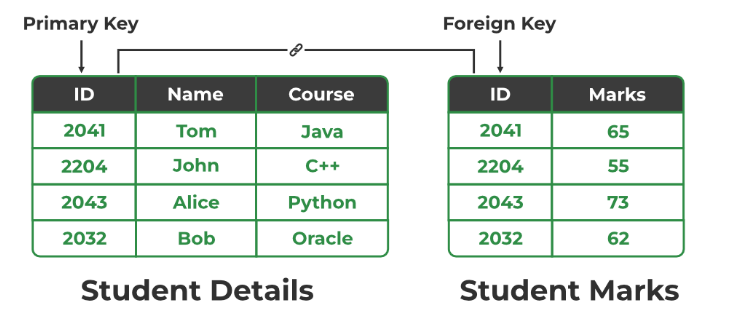 Primary Key
Foreign Key
ID Name Course
2041 Tom Java
2204 John C++
2043 Alice Python
2032 Bob Oracle
Student Details
ID Marks
2041 65
2204 55
2043 73
2032 62
Student Marks